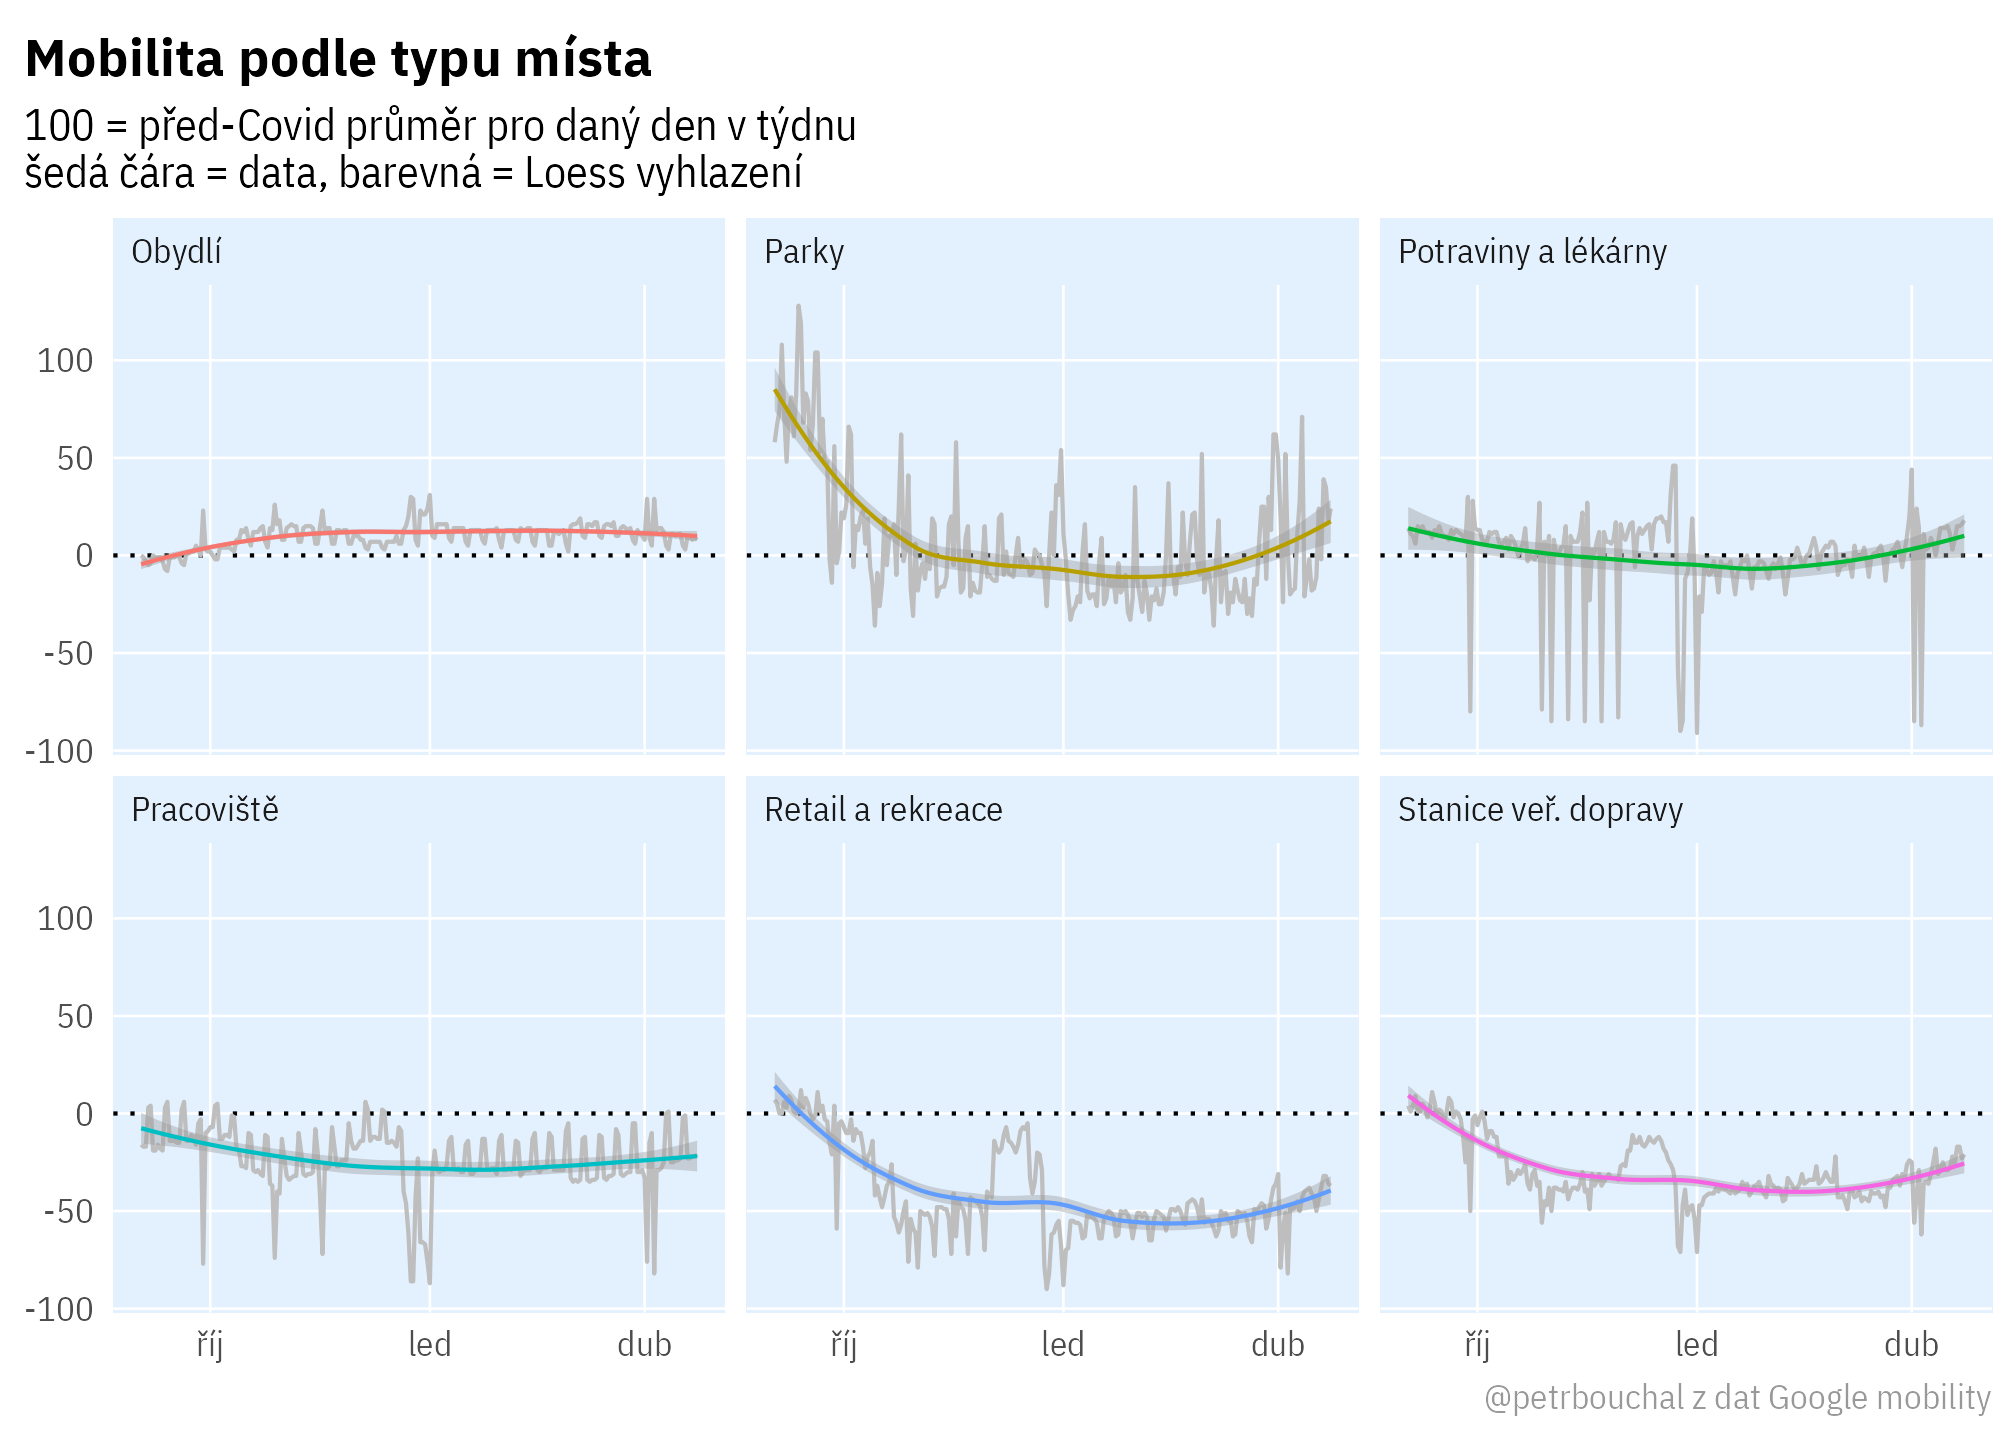 Mobilita podle typu místa
100 = před-Covid průměr pro daný den v týdnu
šedá čára = data, barevná = Loess vyhlazení
Obydlí
Parky
Potraviny a lékárny
100
50
0
-50
-100
Pracoviště
Retail a rekreace
Stanice veř. dopravy
100
50
0
-50
-100
říj led dub
říj led dub
říj led dub
@petrbouchal z dat Google mobility